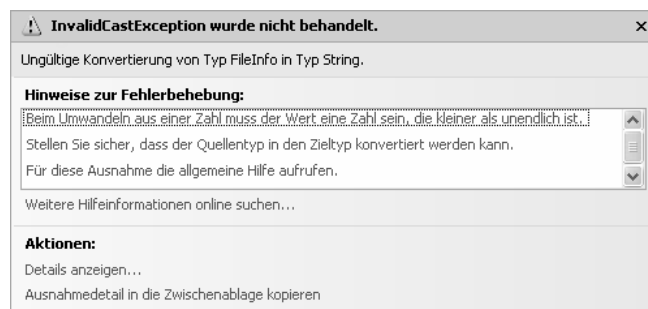 InvalidCastException wurde nicht behandelt.
Ungültige Konvertierung von Typ FileInfo in Typ String.
Hinweise zur Fehlerbehebung:
Beim Umwandeln aus einer Zahl muss der Wert eine Zahl sein, die kleiner als unendlich ist.
Stellen Sie sicher, dass der Quellentyp in den Zieltyp konvertiert werden kann.
Für diese Ausnahme die allgemeine Hilfe aufrufen.
Weitere Hilfeinformationen online suchen...
Aktionen:
Details anzeigen...
Ausnahmedetail in die Zwischenablage kopieren